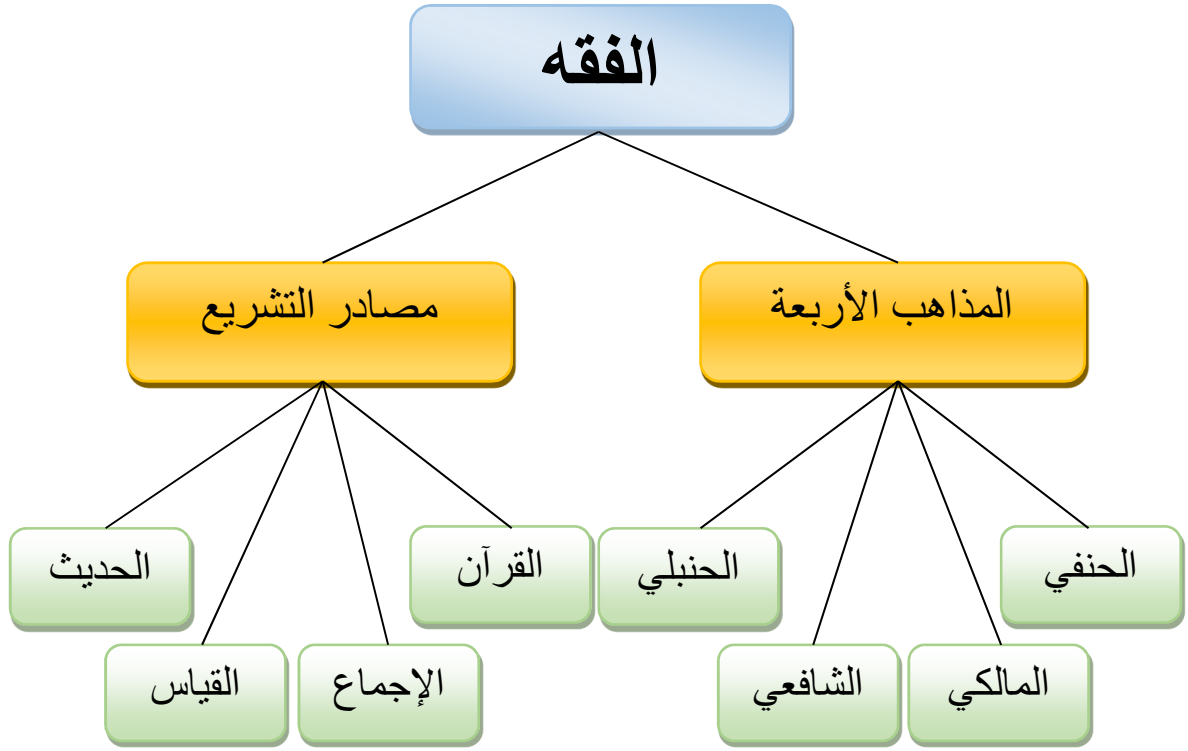 الفقه
المذاهب الأربعة
مصادر التشريع
الحنفي
المالكي
الشافعي
الحنبلي
القرآن
الإجماع
القياس
الحديث